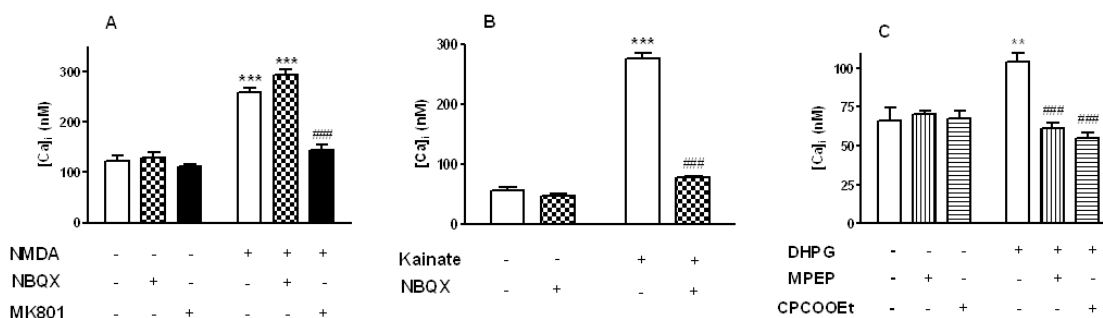 A
[Ca]i (nM)
300
200
100
0
***
***
###
NMDA - - - + + +
NBQX - + - - + -
MK801 - - + - - +
B
[Ca]i (nM)
300
200
100
0
***
###
Kainate - - + +
NBQX - + - +
C
[Ca]i (nM)
100
75
50
25
0
**
###
###
DHPG - - - + + +
MPEP - + - - + -
CPCOOEt - - + - - +